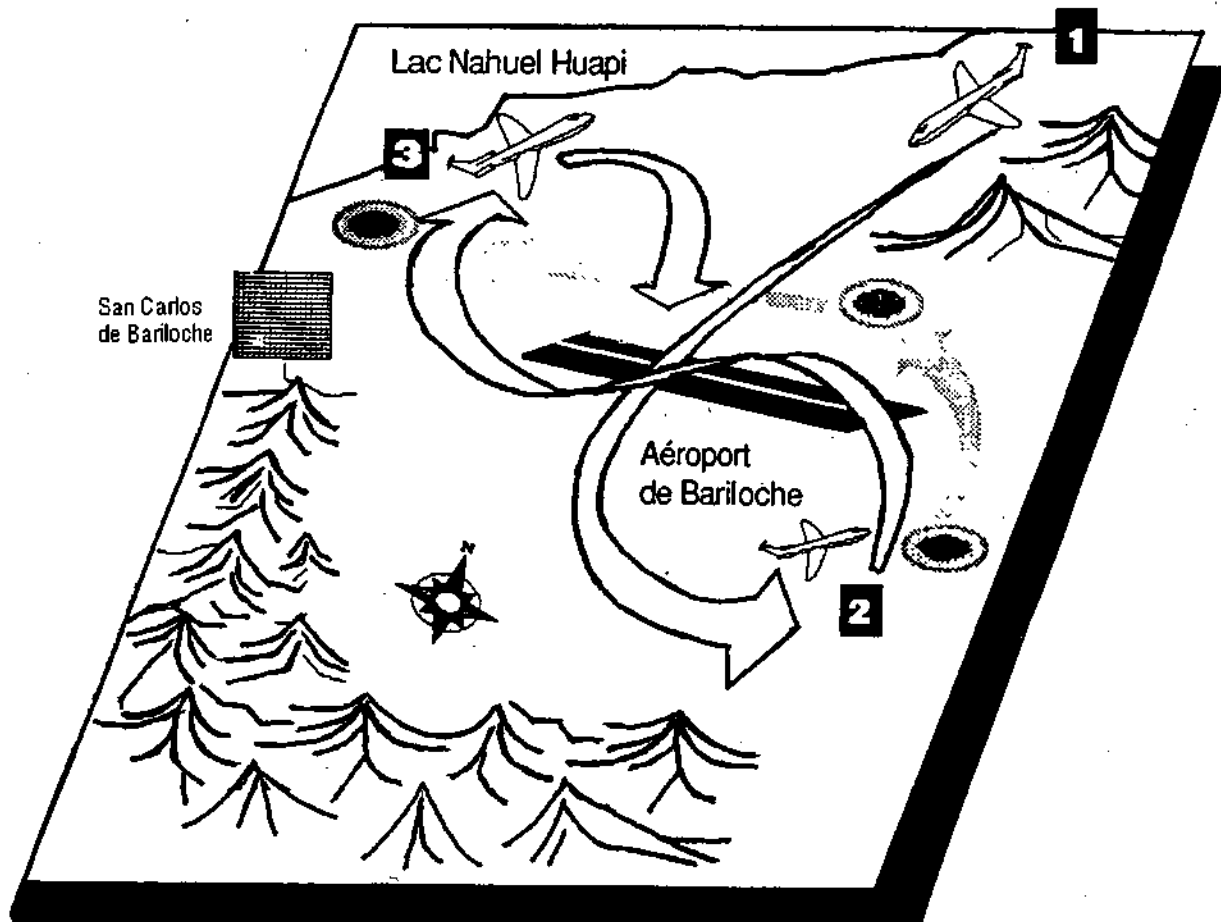 1
Lac Nahuel Huapi
3
San Carlos
de Bariloche
Aéroport
de Bariloche
N
2